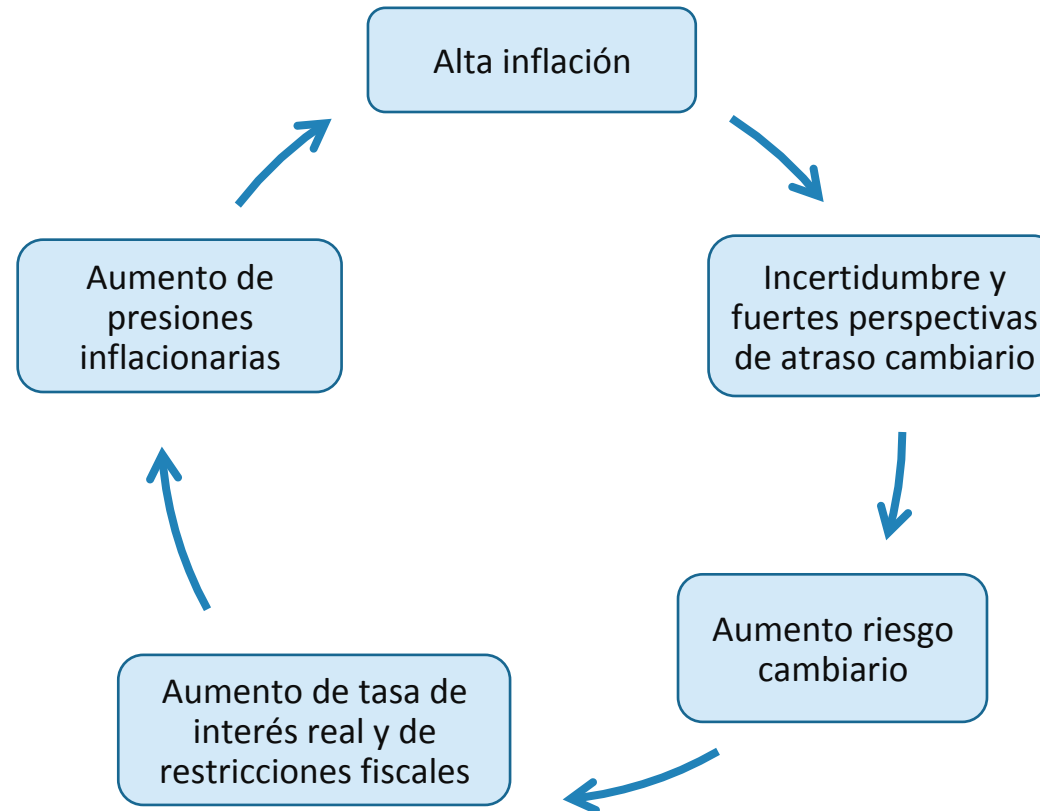 Alta inflación
Incertidumbre y
fuertes perspectivas
de atraso cambiario
Aumento riesgo
cambiario
Aumento de tasa de
interés real y de
restricciones fiscales
Aumento de
presiones
inflacionarias